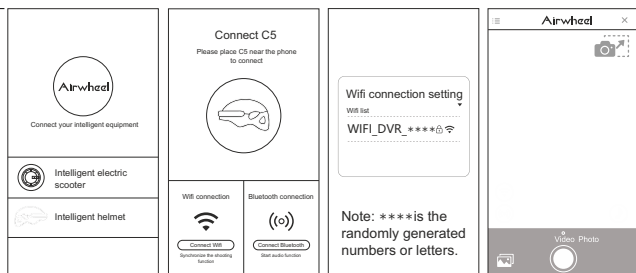 Airwheel
Connect your intelligent equipment
Intelligent electric
scooter
Intelligent helmet
Connect C5
Please place C5 near the phone
to connect
Wifi connection
Connect Wifi
Synchronize the shooting
function
Bluetooth connection
Connect Bluetooth
Start audio function
Wifi connection setting
Wifi list
WIFI_DVR_****
Note: ****is the
randomly generated
numbers or letters.
Airwheel
Video Photo